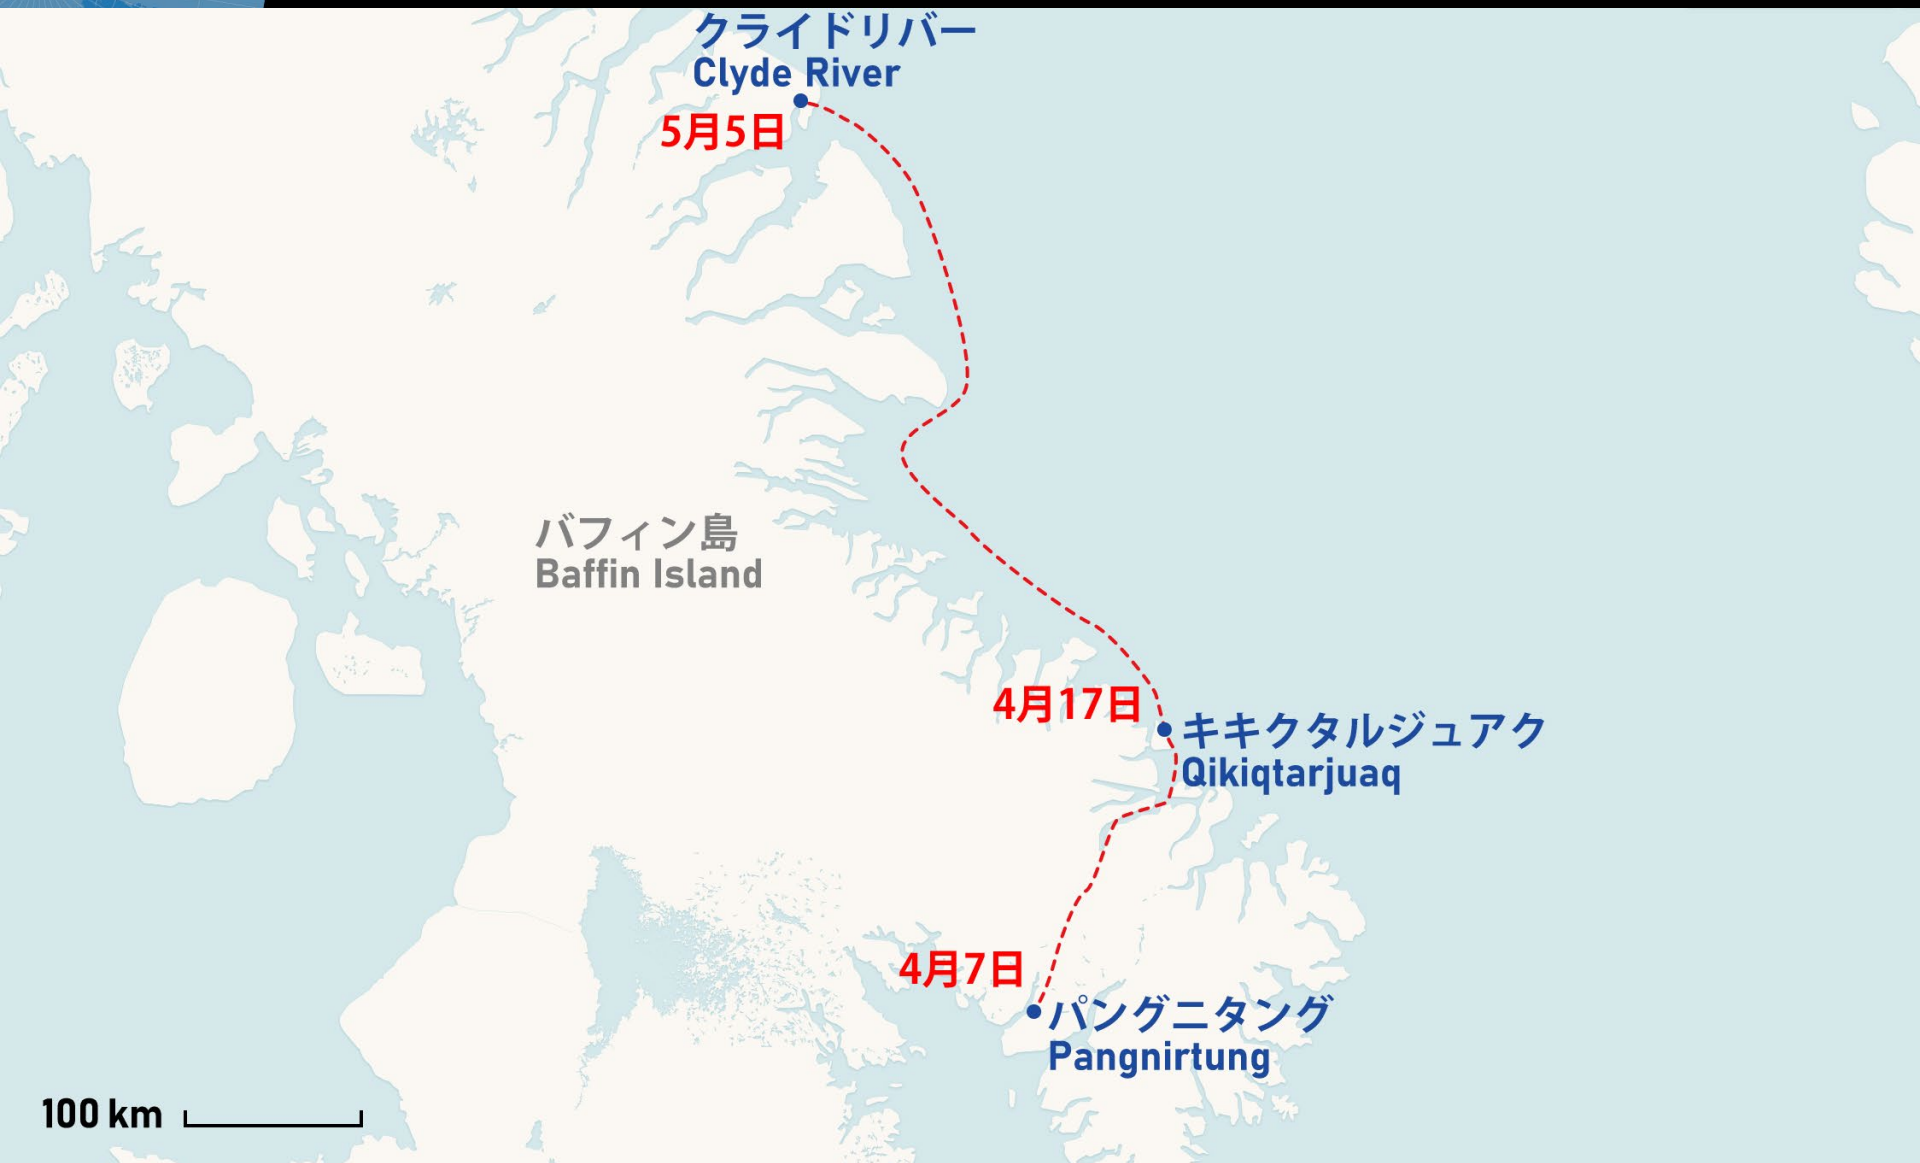 クライドリバー
Clyde River
5月5日
バフィン島
Baffin Island
4月17日
キキクタルジュアク
Qikiqtarjuaq
4月7日
パングニタング
Pangnirtung
100 km